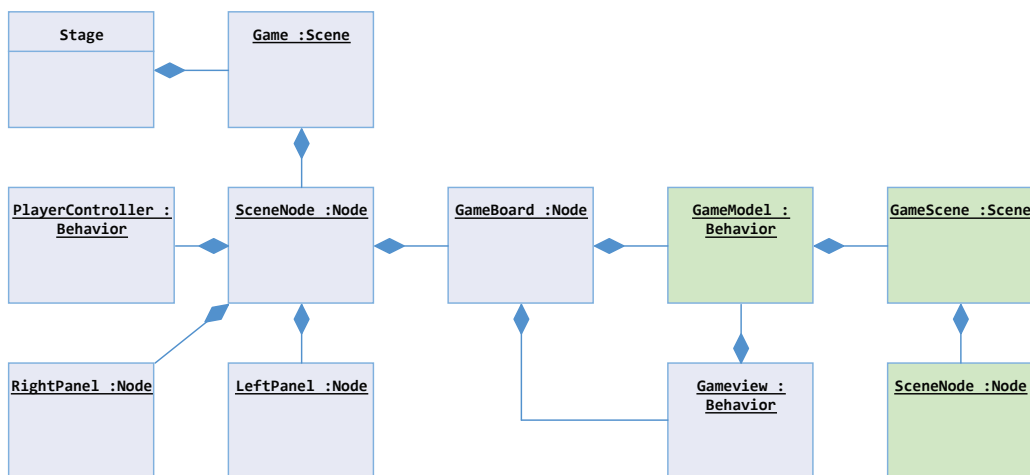 Stage
Game :Scene
PlayerController :
Behavior
SceneNode :Node
GameBoard :Node
GameModel :
Behavior
GameScene :Scene
RightPanel :Node
LeftPanel :Node
Gameview :
Behavior
SceneNode :Node